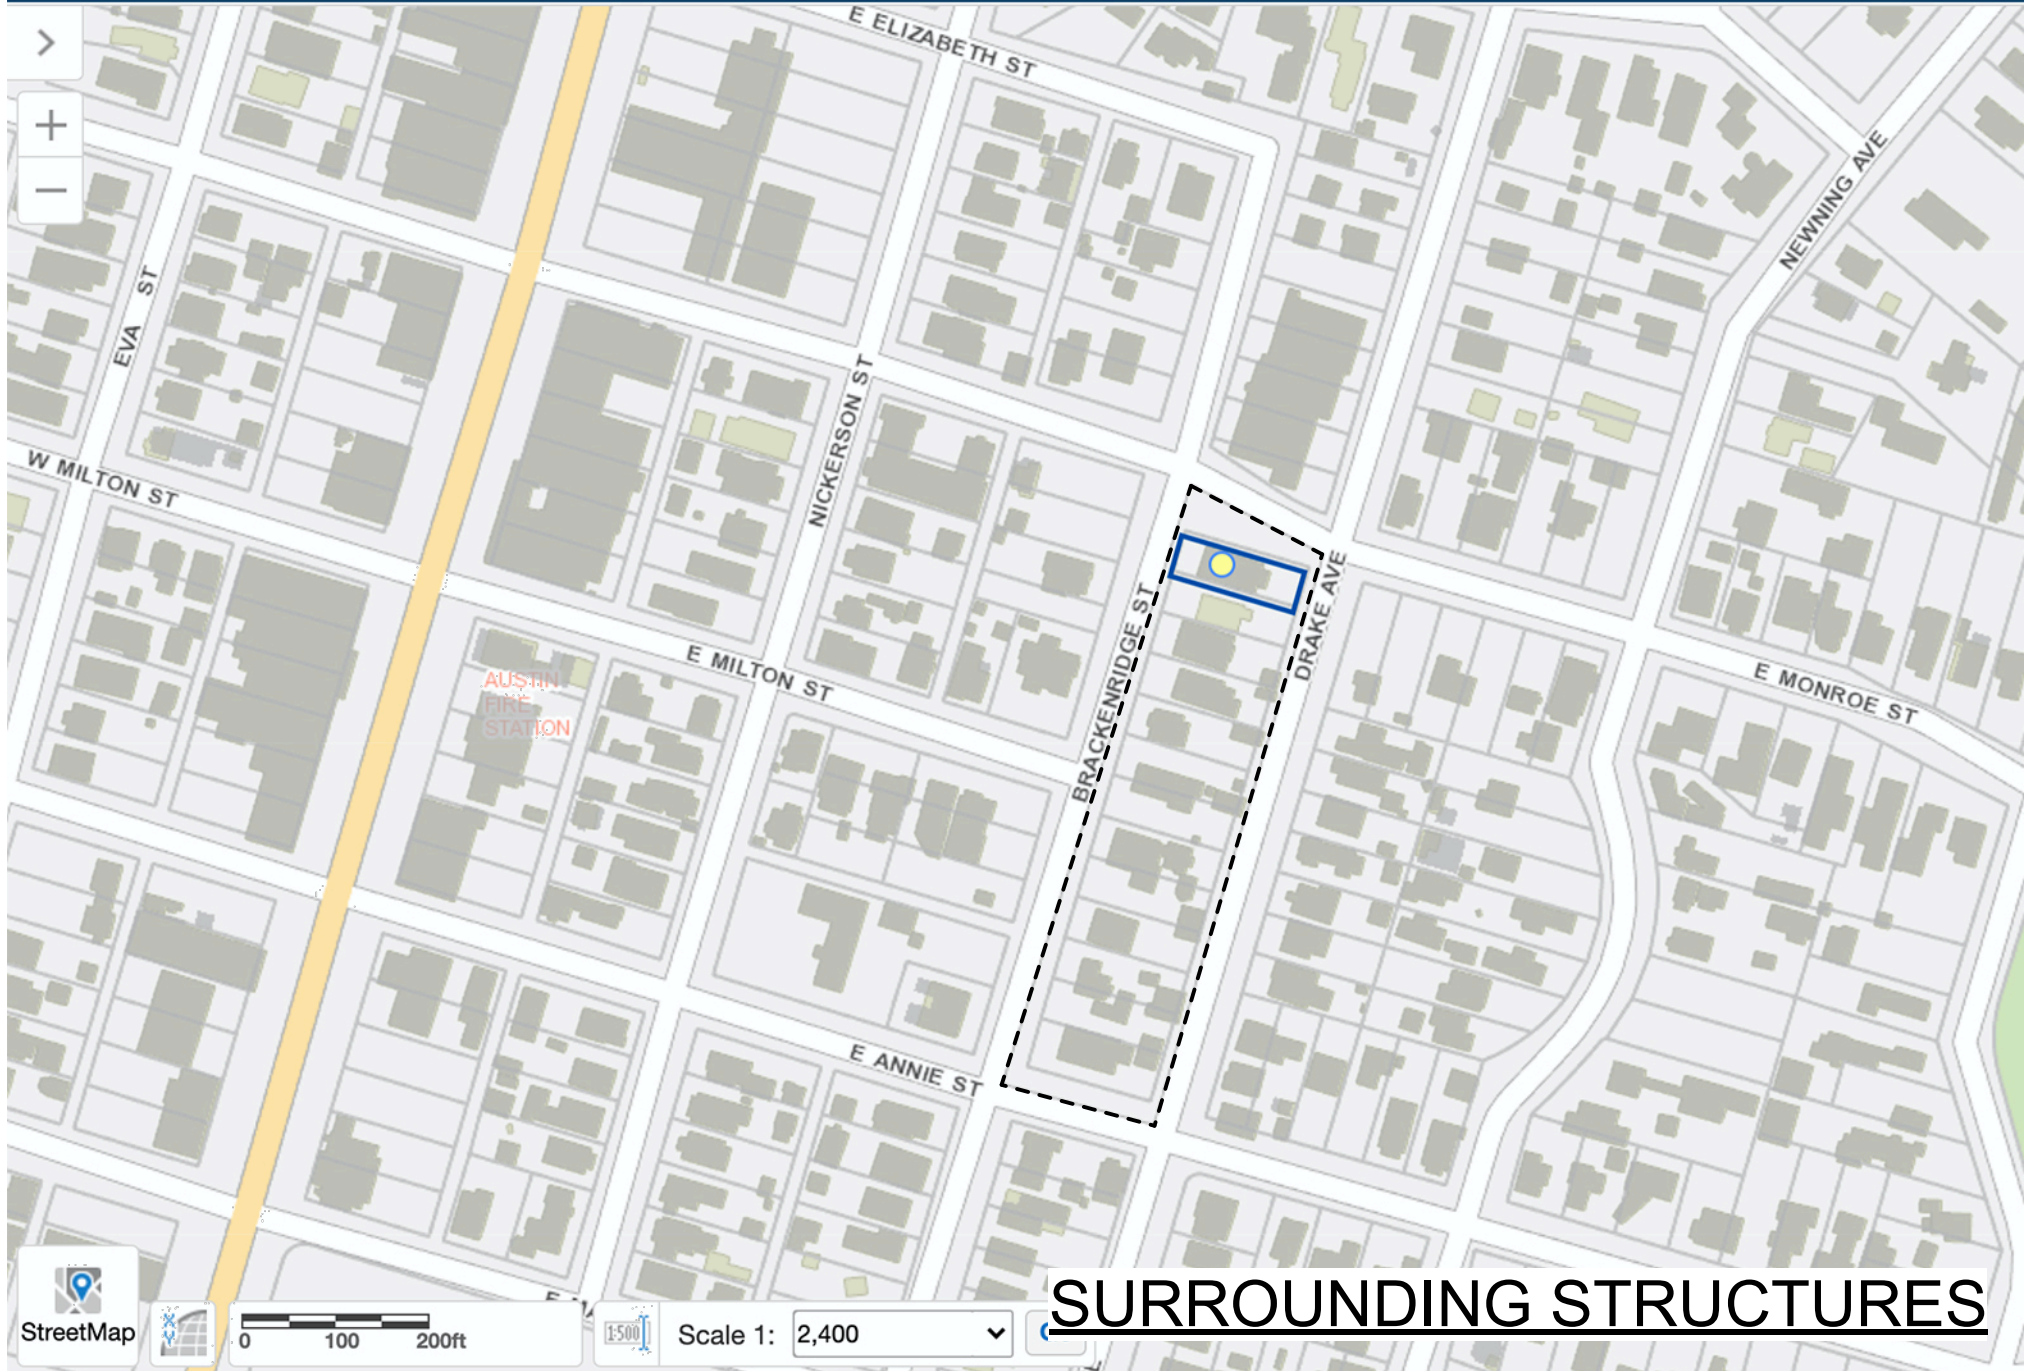 E ELIZABETH ST
NEWNING AVE
EVA ST
NICKERSON ST
W MILTON ST
E MILTON ST
AUSTIN
FIRE
STATION
BRACKENRIDGE ST
DRAKE AVE
E MONROE ST
E ANNIE ST
StreetMap
0 100 200ft
1:500
Scale 1: 2,400
SURROUNDING STRUCTURES